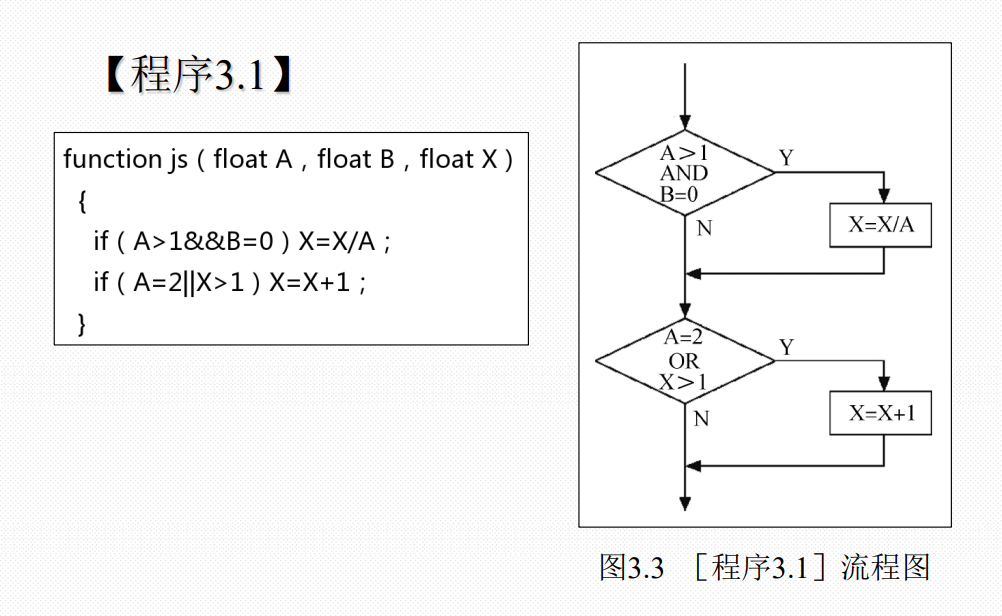 【程序3.1】
function js（float A，float B，float X）
{
if（A>1&&B=0）X=X/A；
if（A=2||X>1）X=X+1；
}
A＞1
AND
B=0
Y
X=X/A
N
A=2
OR
X＞1
Y
X=X+1
N
图3.3 ［程序3.1］流程图